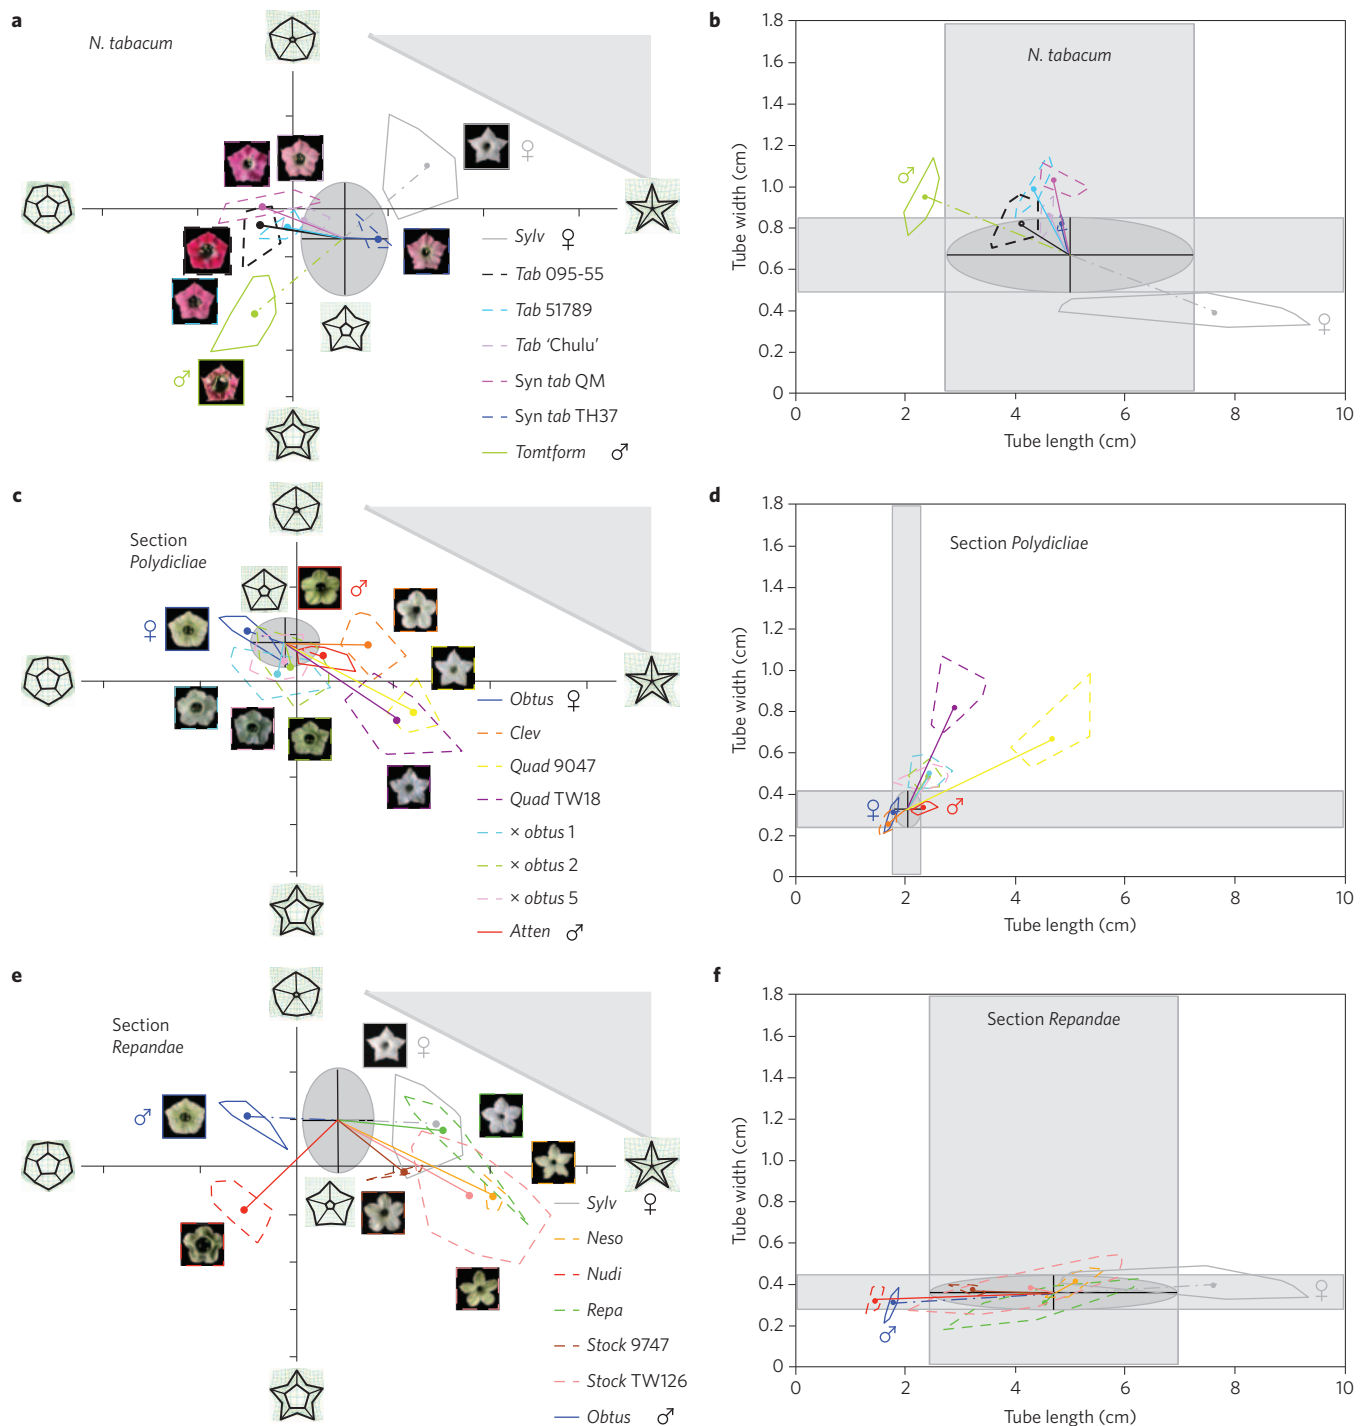 a
N. tabacum
♀
♂
Sylv ♀
Tab 095-55
Tab 51789
Tab 'Chulu'
Syn tab QM
Syn tab TH37
Tomtform ♂
b
N. tabacum
1.8
1.6
1.4
1.2
1.0
0.8
0.6
0.4
0.2
0
Tube width (cm)
♂
♀
0 2 4 6 8 10
Tube length (cm)
c
Section
Polydicliae
♀
♂
Obtus ♀
Clev
Quad 9047
Quad TW18
× obtus 1
× obtus 2
× obtus 5
Atten ♂
d
Section Polydicliae
1.8
1.6
1.4
1.2
1.0
0.8
0.6
0.4
0.2
0
Tube width (cm)
♀
♂
0 2 4 6 8 10
Tube length (cm)
e
Section
Repandae
♀
♂
Sylv ♀
Neso
Nudi
Repa
Stock 9747
Stock TW126
Obtus ♂
f
Section Repandae
1.8
1.6
1.4
1.2
1.0
0.8
0.6
0.4
0.2
0
Tube width (cm)
♂
♀
0 2 4 6 8 10
Tube length (cm)